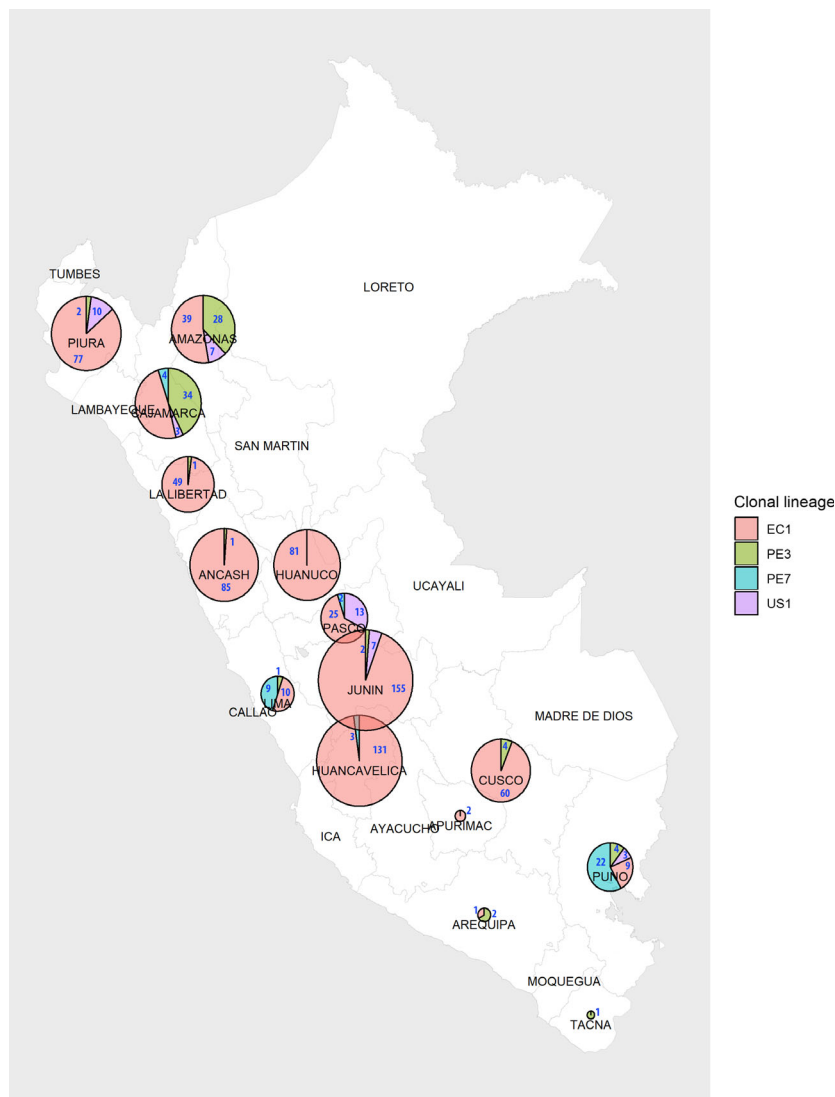 LORETO
TUMBES
2
10
PIURA
77
39
28
AMAZONAS
7
4
34
LAMBAYEQUE
CAJAMARCA
3
SAN MARTIN
49
1
LA LIBERTAD
Clonal lineage
EC1
PE3
PE7
US1
1
ANCASH
85
81
HUANUCO
UCAYALI
2
25
13
PASCO
2
7
JUNIN
155
1
9
10
LIMA
CALLAO
MADRE DE DIOS
3
131
HUANCAVELICA
4
CUSCO
60
2
ICA
AYACUCHO
APURIMAC
4
3
22
9
PUNO
1
2
AREQUIPA
MOQUEGUA
1
TACNA